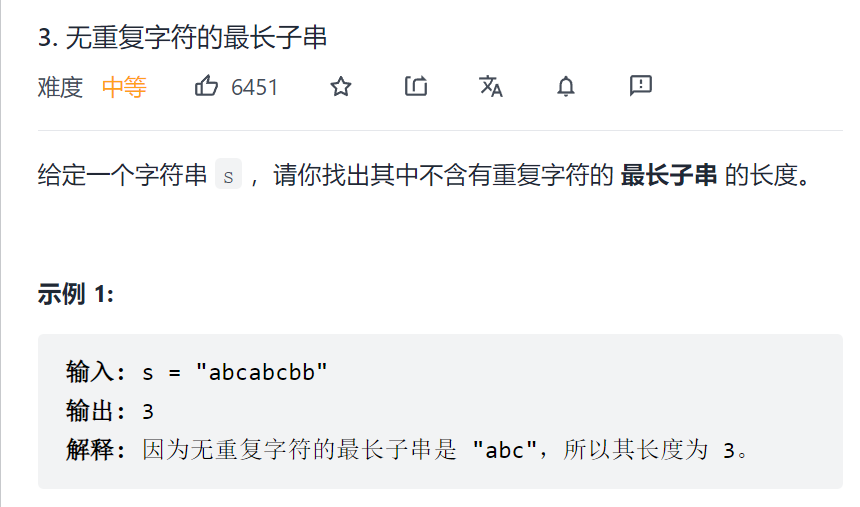 3. 无重复字符的最长子串
难度 中等 6451
给定一个字符串 s ，请你找出其中不含有重复字符的 最长子串 的长度。
示例 1:
输入: s = "abcabcbb"
输出: 3
解释: 因为无重复字符的最长子串是 "abc"，所以其长度为 3。